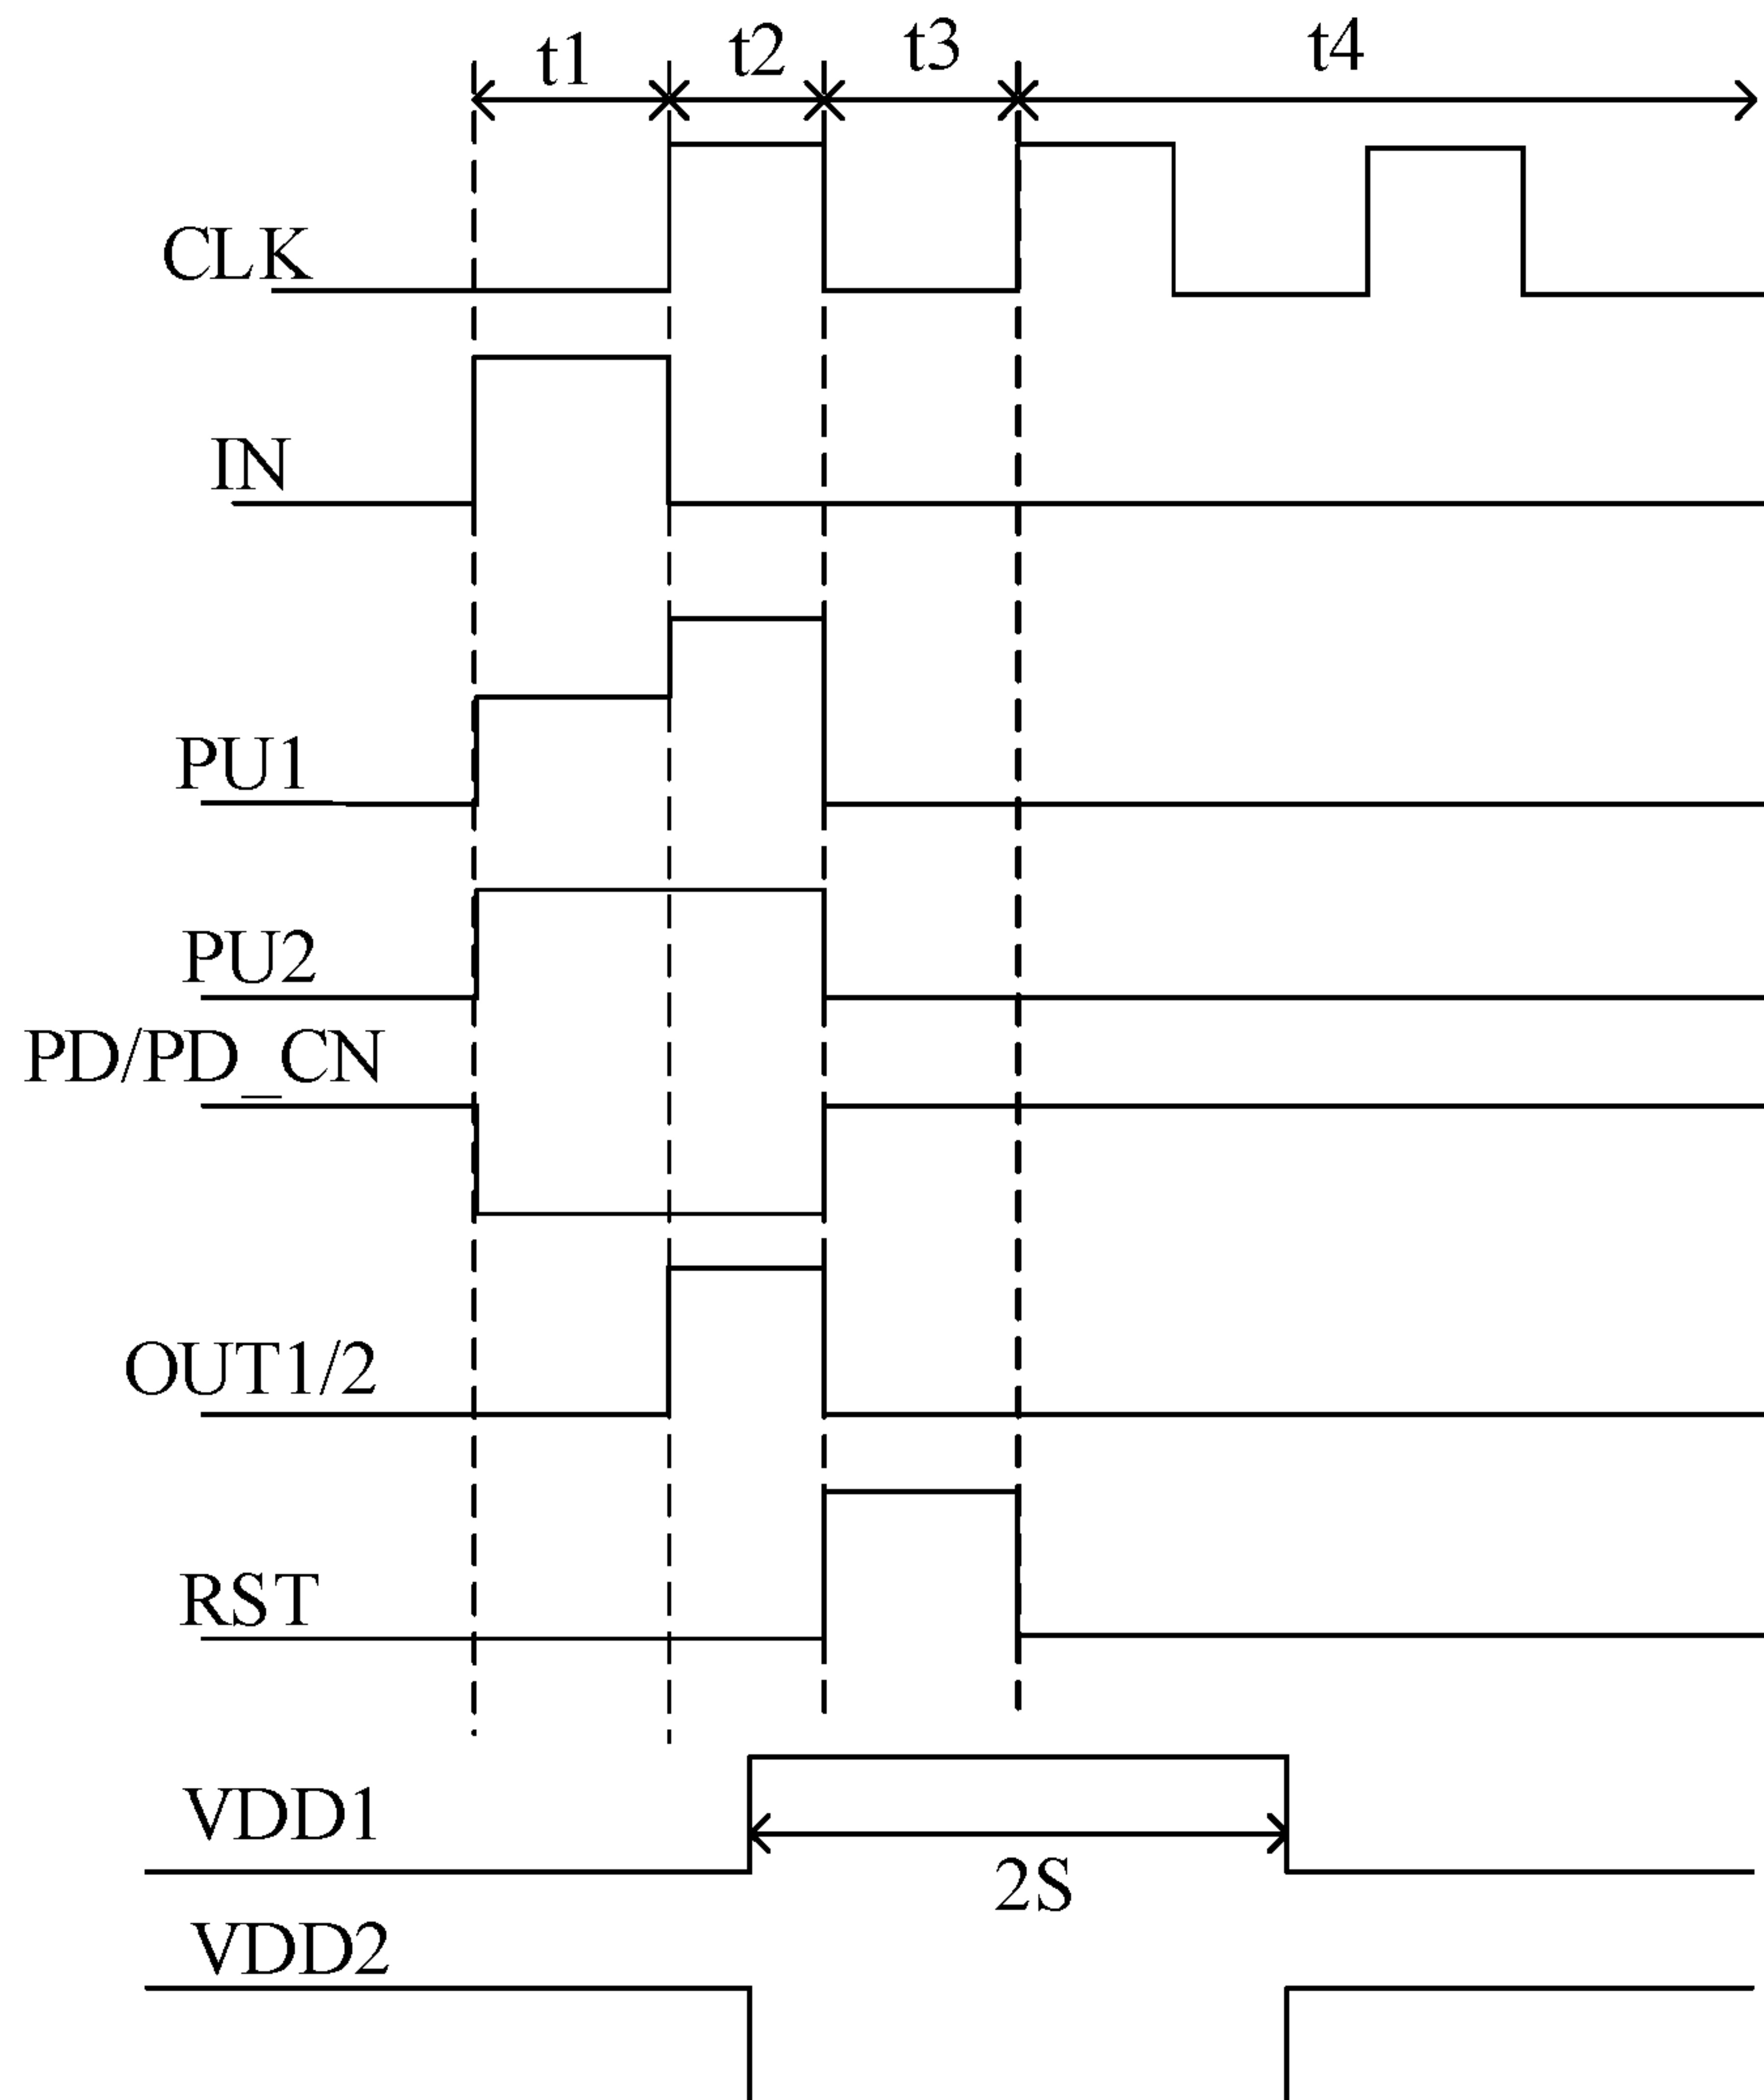 t1 t2 t3 t4
CLK
IN
PU1
PU2
PD/PD_CN
OUT1/2
RST
VDD1
2S
VDD2